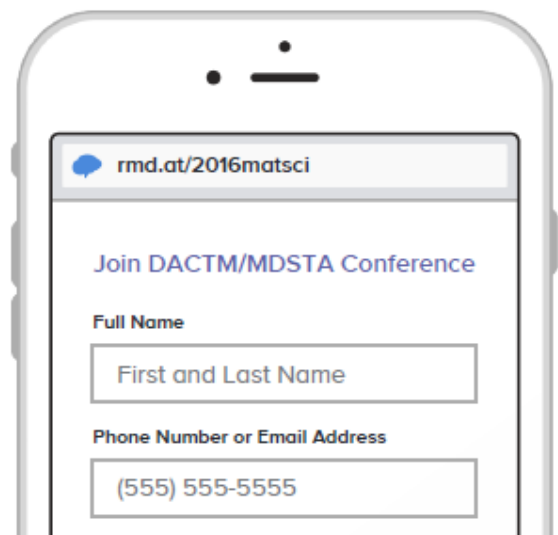 rmd.at/2016matsci
Join DACTM/MDSTA Conference
Full Name
First and Last Name
Phone Number or Email Address
(555) 555-5555